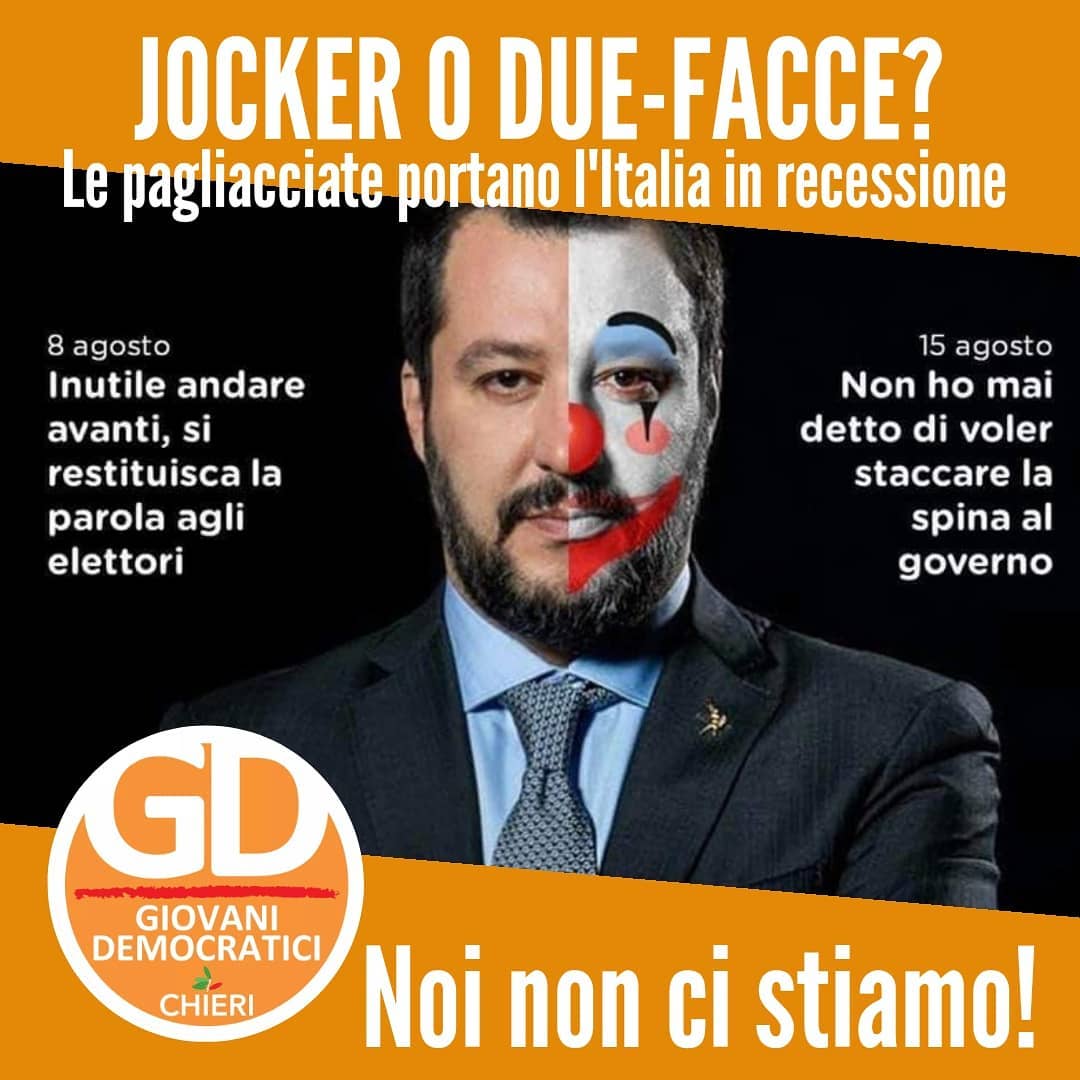 JOCKER O DUE-FACCE?
Le pagliacciate portano l'Italia in recessione
8 agosto
Inutile andare
avanti, si
restituisca la
parola agli
elettori
15 agosto
Non ho mai
detto di voler
staccare la
spina al
governo
GD
GIOVANI
DEMOCRATICI
CHIERI
Noi non ci stiamo!